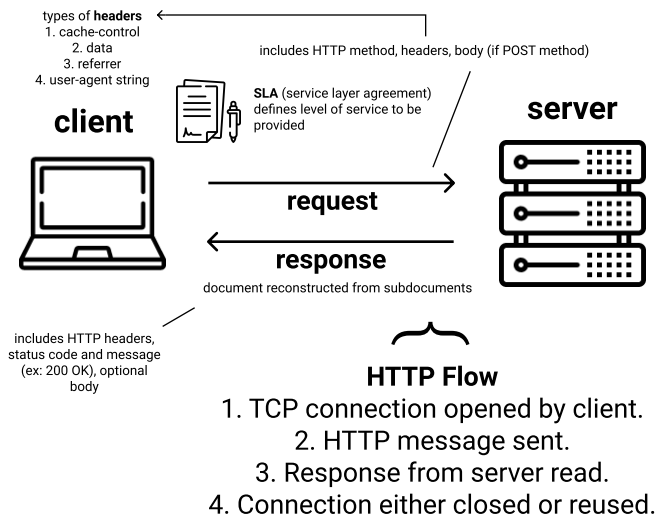 types of headers
1. cache-control
2. data
3. referrer
4. user-agent string
includes HTTP method, headers, body (if POST method)
SLA (service layer agreement)
defines level of service to be
provided
client
server
request
response
document reconstructed from subdocuments
includes HTTP headers,
status code and message
(ex: 200 OK), optional
body
HTTP Flow
1. TCP connection opened by client.
2. HTTP message sent.
3. Response from server read.
4. Connection either closed or reused.